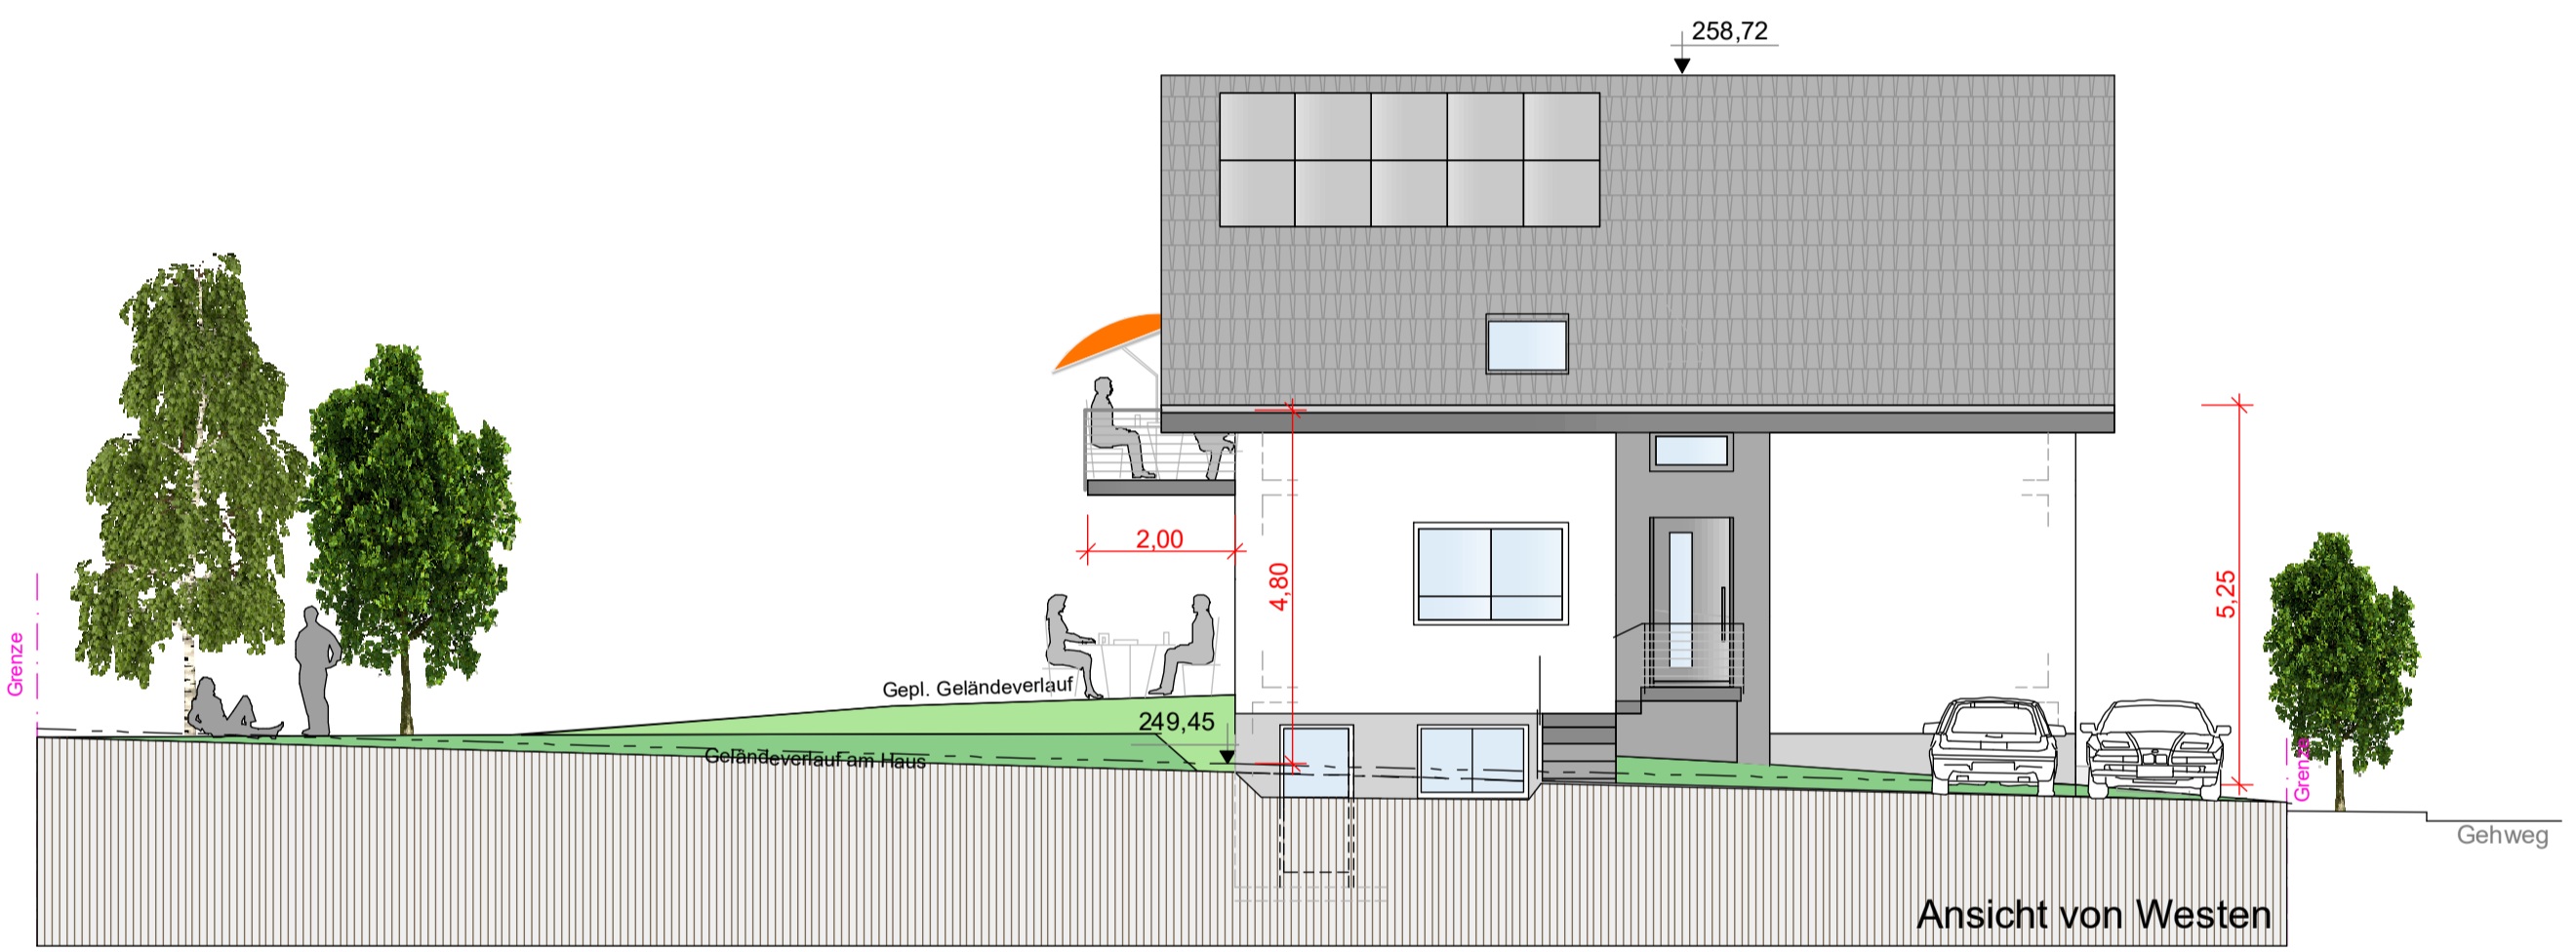 258,72
2,00
4,80
5,25
Grenze
Gepl. Geländeverlauf
249,45
Geländeverlauf am Haus
Grenze
Gehweg
Ansicht von Westen